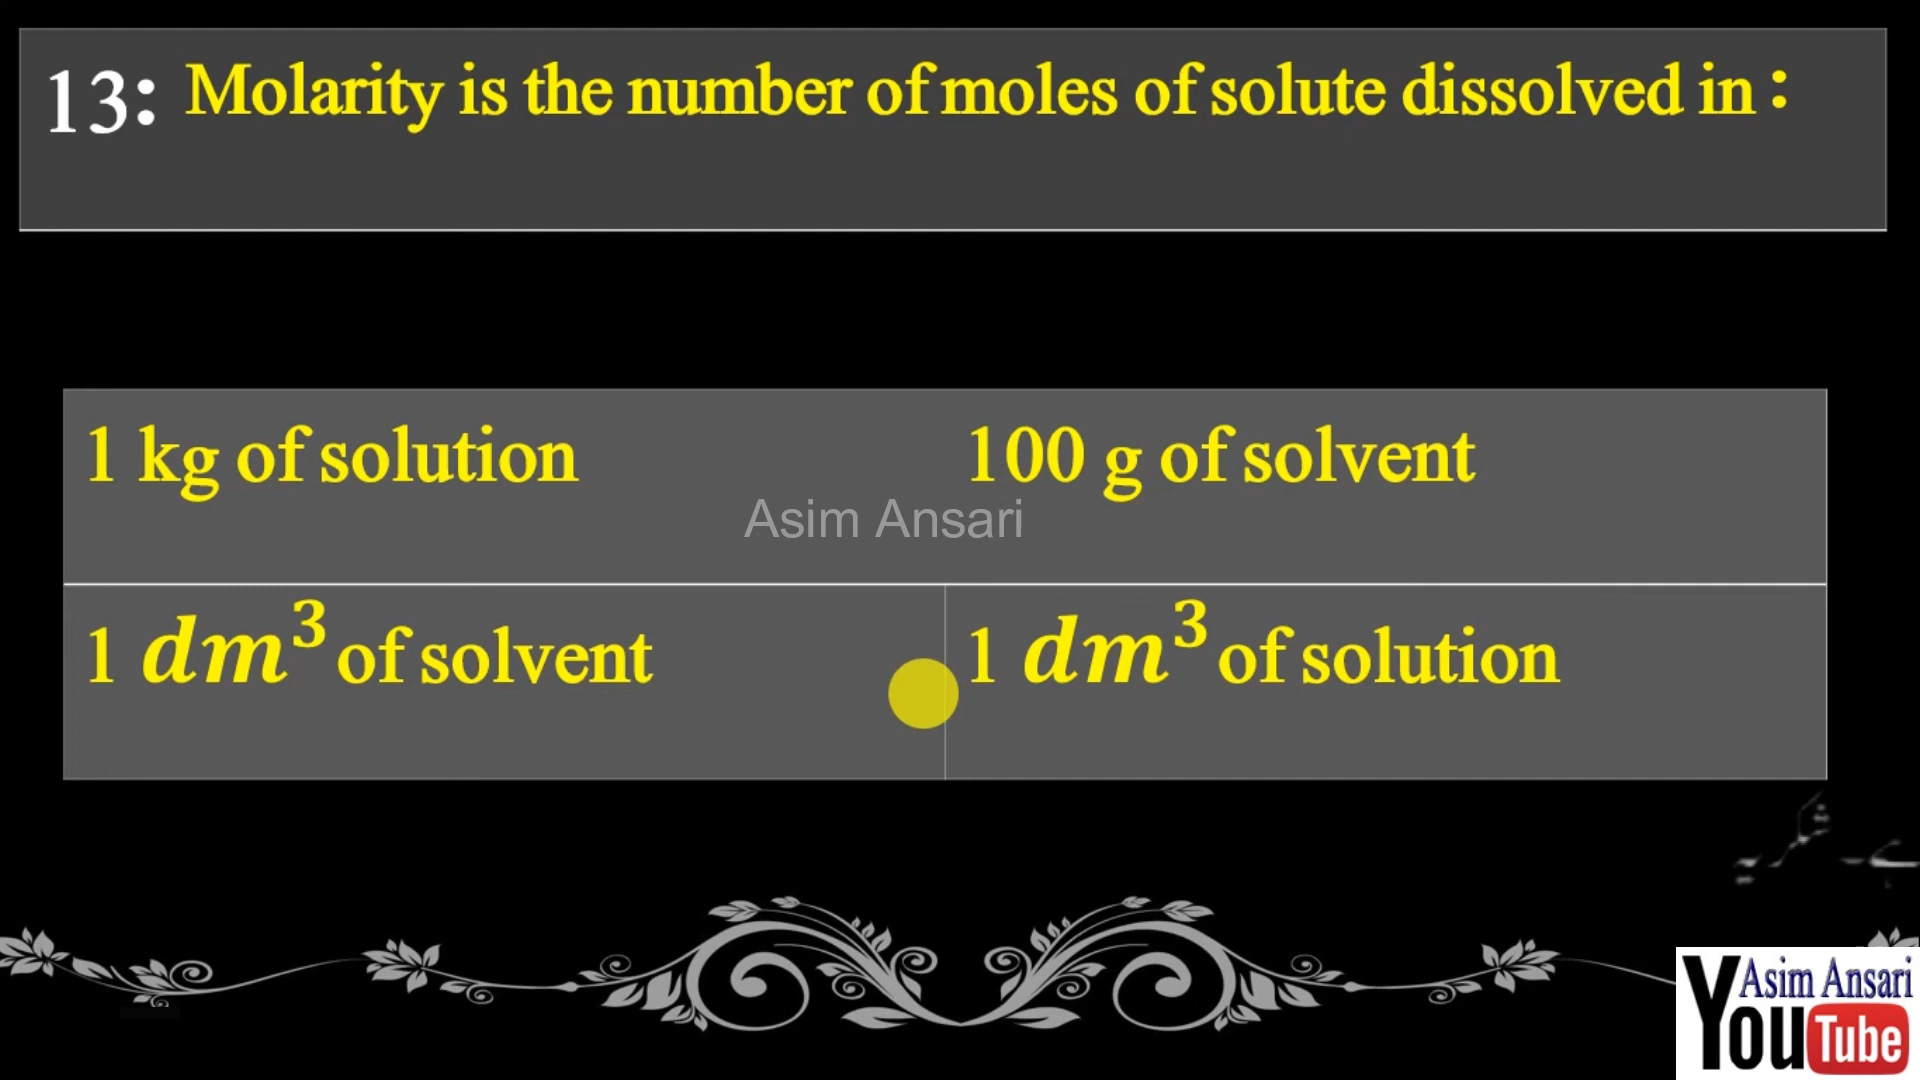 13: Molarity is the number of moles of solute dissolved in :
1 kg of solution
100 g of solvent
Asim Ansari
1 dm³ of solvent
1 dm³ of solution
Asim Ansari
YouTube